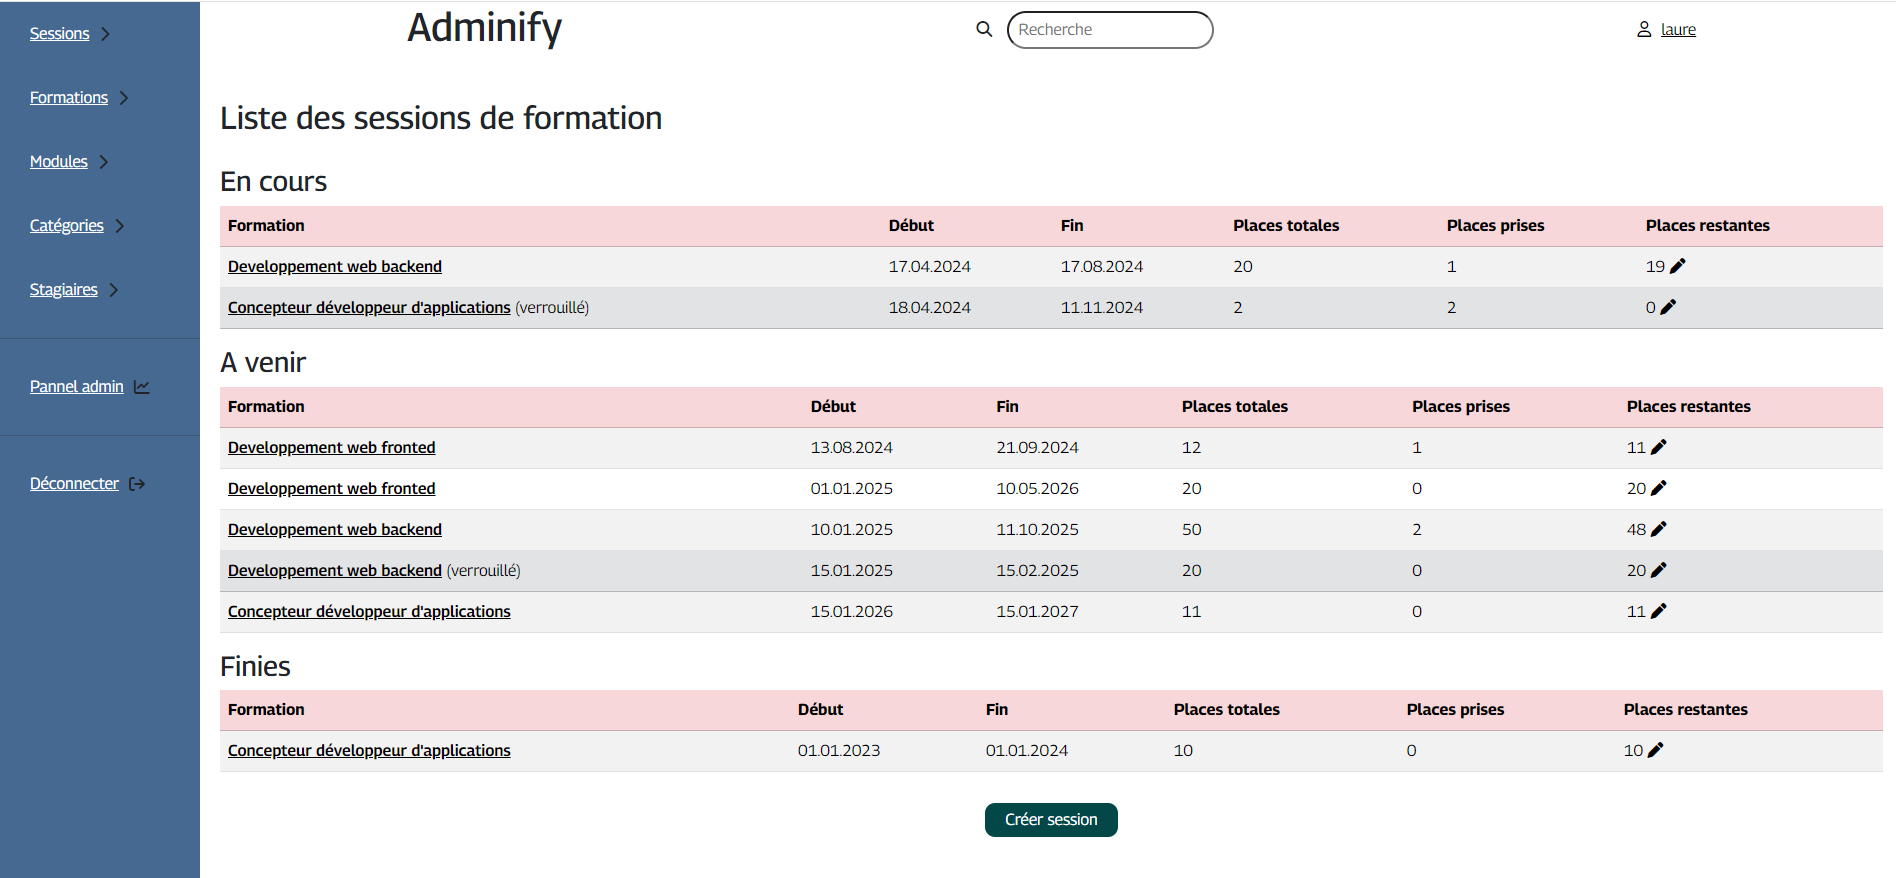 Adminify
Recherche
laure
Sessions
Formations
Modules
Catégories
Stagiaires
Pannel admin
Déconnecter
Liste des sessions de formation
En cours
Formation Début Fin Places totales Places prises Places restantes
Developpement web backend 17.04.2024 17.08.2024 20 1 19
Concepteur développeur d'applications (verrouillé) 18.04.2024 11.11.2024 2 2 0
A venir
Formation Début Fin Places totales Places prises Places restantes
Developpement web fronted 13.08.2024 21.09.2024 12 1 11
Developpement web fronted 01.01.2025 10.05.2026 20 0 20
Developpement web backend 10.01.2025 11.10.2025 50 2 48
Developpement web backend (verrouillé) 15.01.2025 15.02.2025 20 0 20
Concepteur développeur d'applications 15.01.2026 15.01.2027 11 0 11
Finies
Formation Début Fin Places totales Places prises Places restantes
Concepteur développeur d'applications 01.01.2023 01.01.2024 10 0 10
Créer session